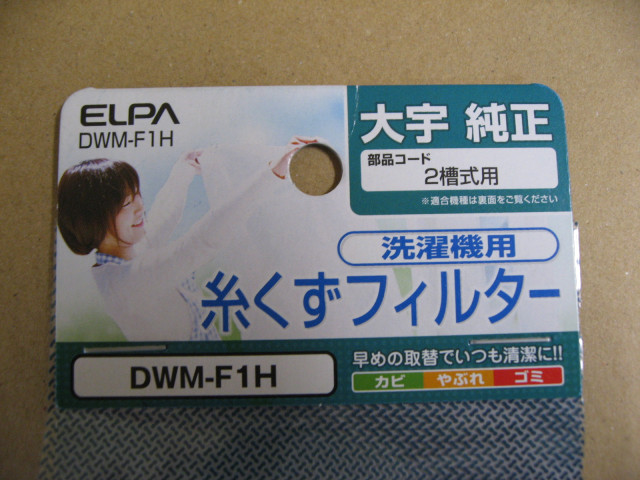 ELPA
DWM-F1H
大宇 純正
部品コード
2槽式用
※適合機種は裏面をご覧ください
洗濯機用
糸くずフィルター
DWM-F1H
早めの取替でいつも清潔に!!
カビ やぶれ ゴミ